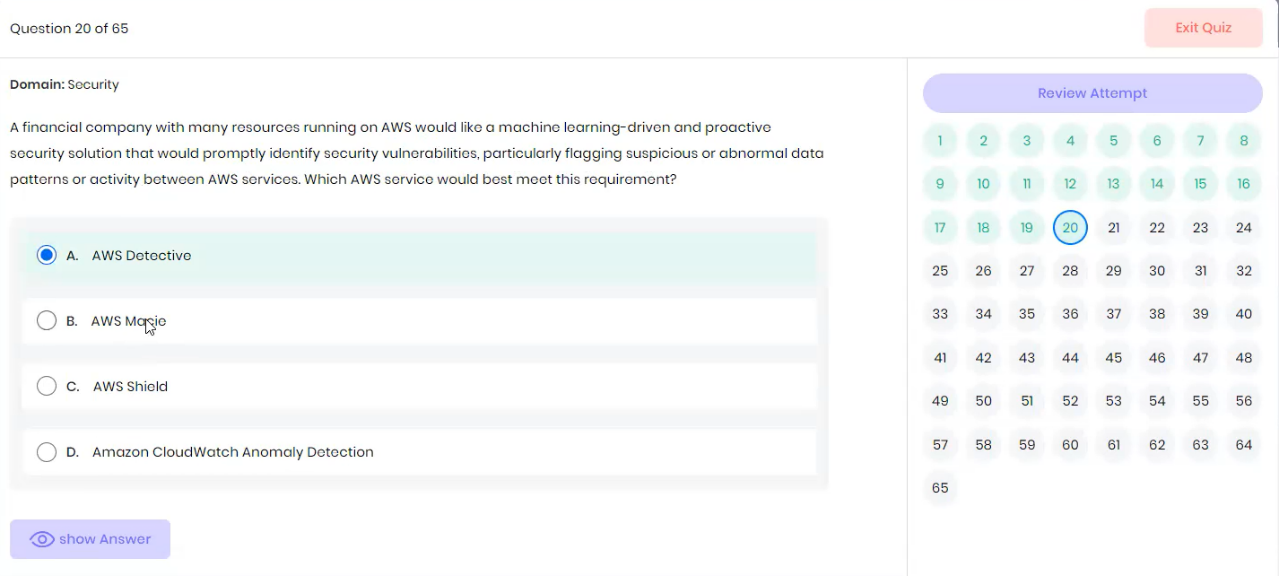 Question 20 of 65
Exit Quiz
Domain: Security
A financial company with many resources running on AWS would like a machine learning-driven and proactive
security solution that would promptly identify security vulnerabilities, particularly flagging suspicious or abnormal data
patterns or activity between AWS services. Which AWS service would best meet this requirement?
A. AWS Detective
B. AWS Macie
C. AWS Shield
D. Amazon CloudWatch Anomaly Detection
show Answer
Review Attempt
1 2 3 4 5 6 7 8
9 10 11 12 13 14 15 16
17 18 19 20 21 22 23 24
25 26 27 28 29 30 31 32
33 34 35 36 37 38 39 40
41 42 43 44 45 46 47 48
49 50 51 52 53 54 55 56
57 58 59 60 61 62 63 64
65